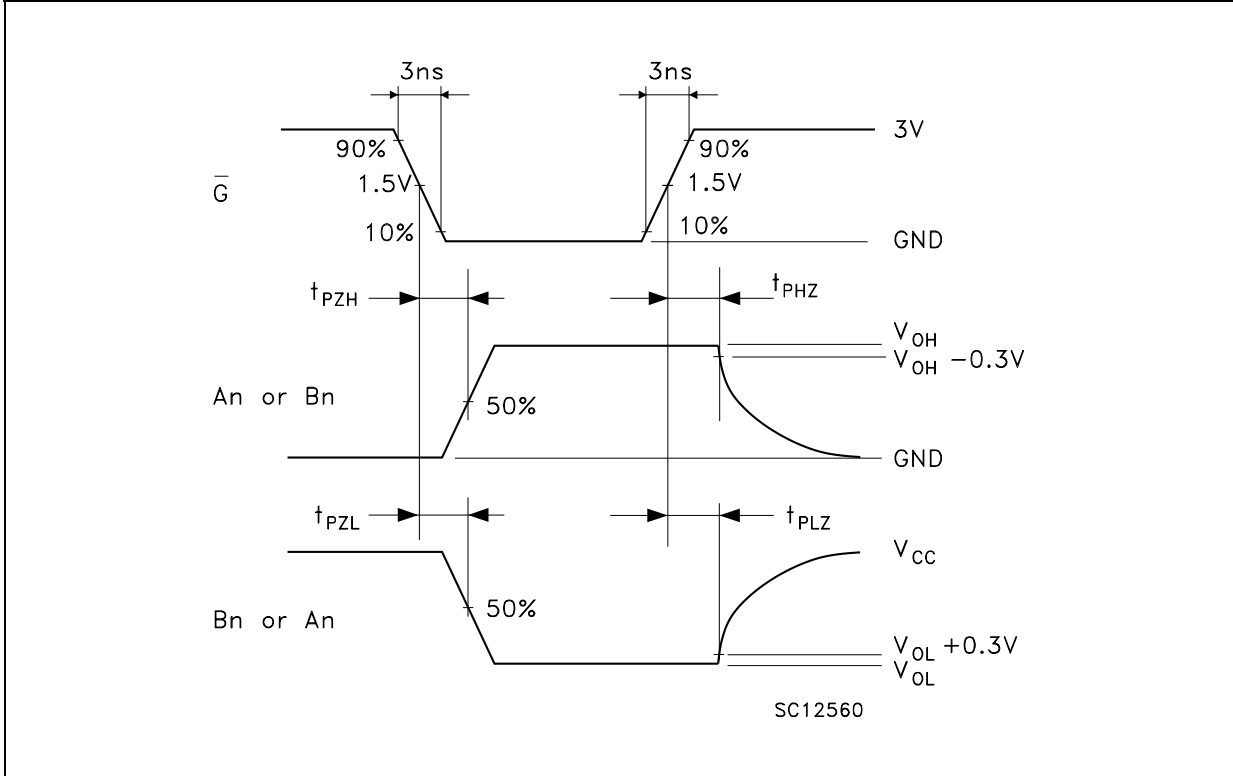 3ns 3ns
3V
90% 90%
G̅ 1.5V 1.5V
10% 10%
GND
tPZH tPHZ
VOH
VOH −0.3V
An or Bn 50%
GND
tPZL tPLZ
VCC
Bn or An 50%
VOL +0.3V
VOL
SC12560